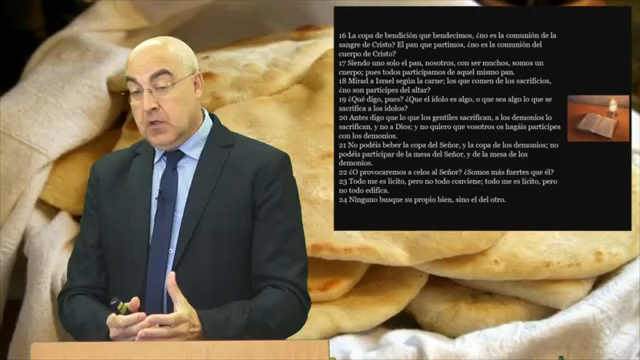 16 La copa de bendición que bendecimos, ¿no es la comunión de la
sangre de Cristo? El pan que partimos, ¿no es la comunión del
cuerpo de Cristo?
17 Siendo uno solo el pan, nosotros, con ser muchos, somos un
cuerpo; pues todos participamos de aquel mismo pan.
18 Mirad a Israel según la carne; los que comen de los sacrificios,
¿no son partícipes del altar?
19 ¿Qué digo, pues? ¿Que el ídolo es algo, o que sea algo lo que se
sacrifica a los ídolos?
20 Antes digo que lo que los gentiles sacrifican, a los demonios lo
sacrifican, y no a Dios; y no quiero que vosotros os hagáis partícipes
con los demonios.
21 No podéis beber la copa del Señor, y la copa de los demonios; no
podéis participar de la mesa del Señor, y de la mesa de los
demonios.
22 ¿O provocaremos a celos al Señor? ¿Somos más fuertes que él?
23 Todo me es lícito, pero no todo conviene; todo me es lícito, pero
no todo edifica.
24 Ninguno busque su propio bien, sino el del otro.